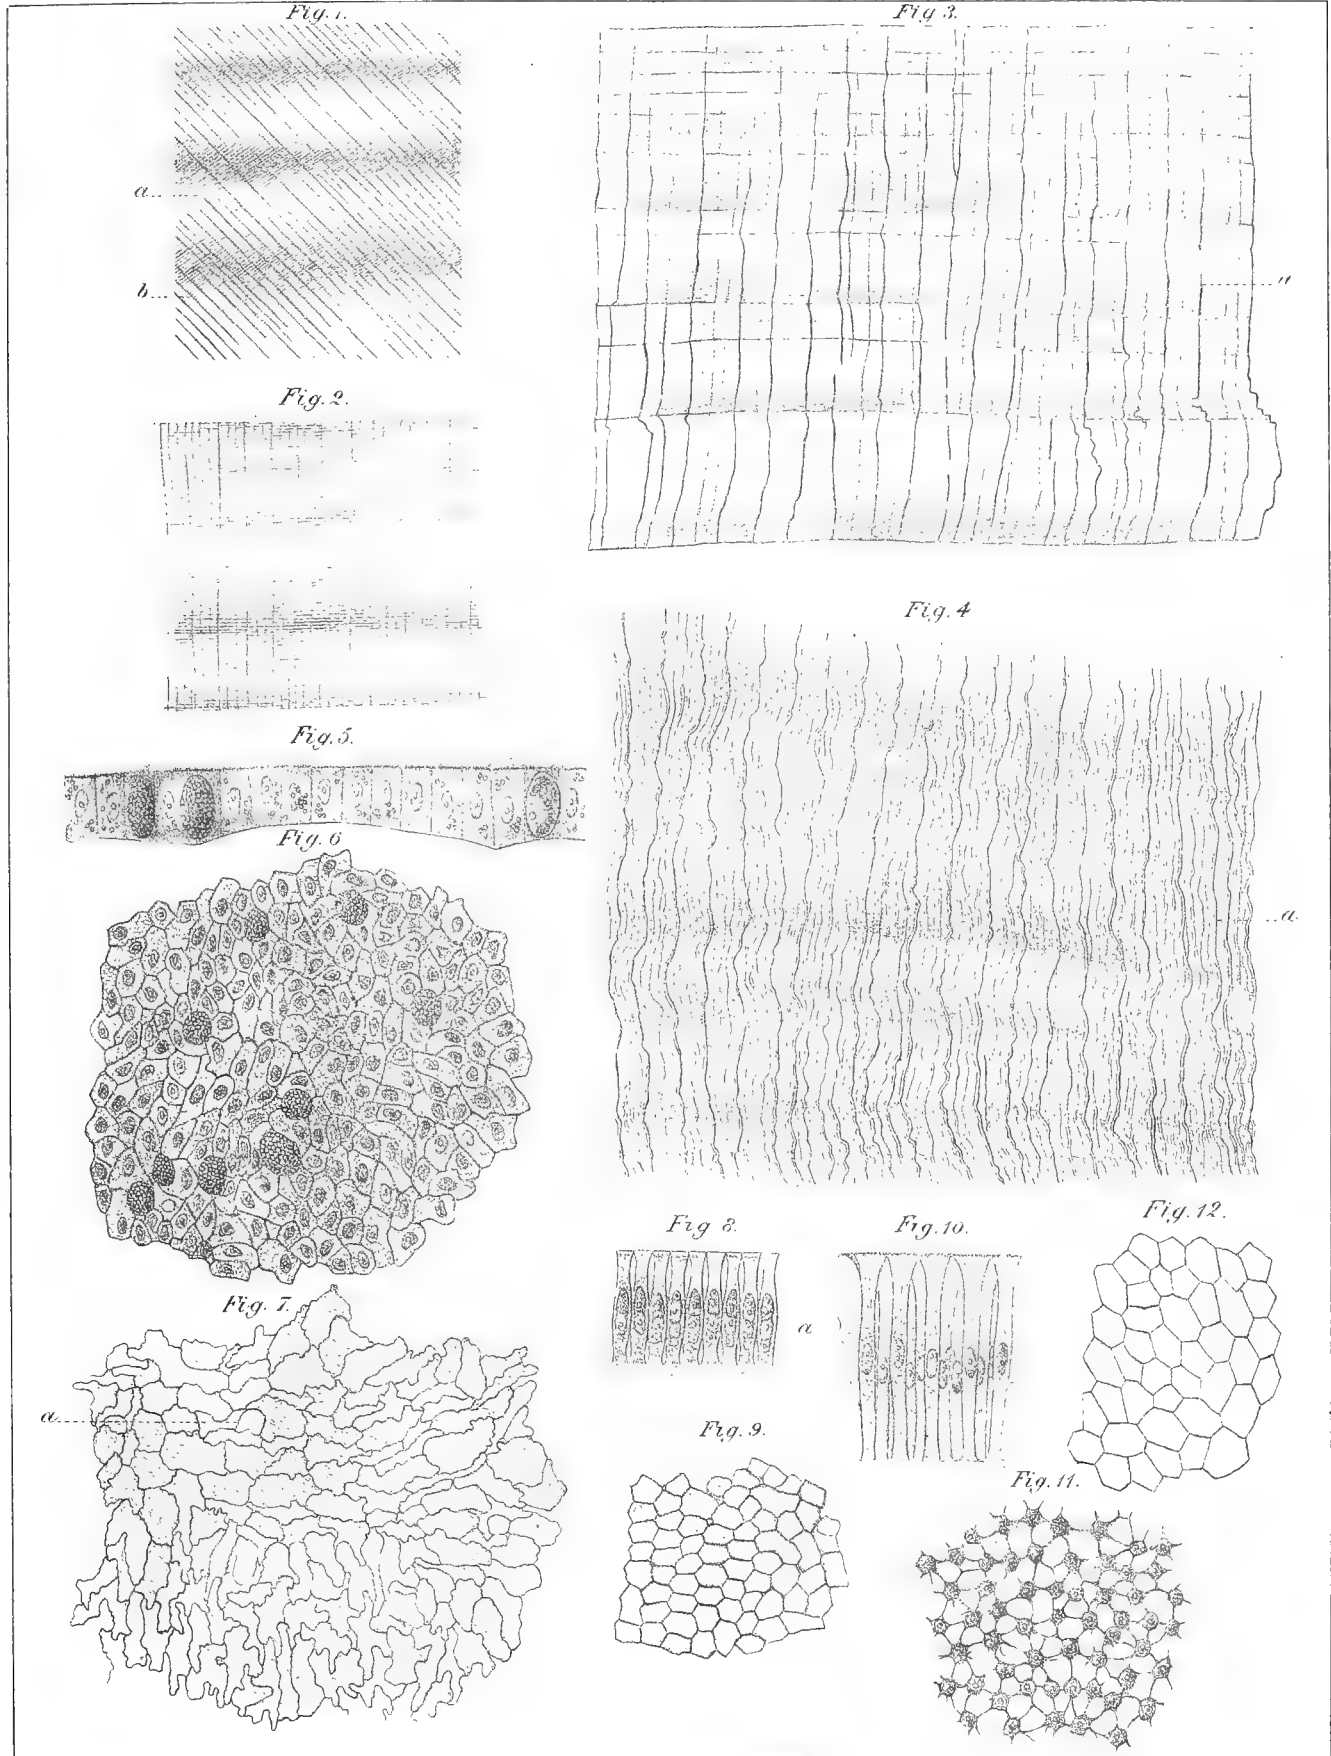 Fig. 1.
a
b
Fig. 2.
Fig 3.
a
Fig. 4
a.
Fig. 5.
Fig. 6
Fig. 7.
a
Fig 8.
a
Fig. 9.
Fig. 10.
Fig. 11.
Fig. 12.